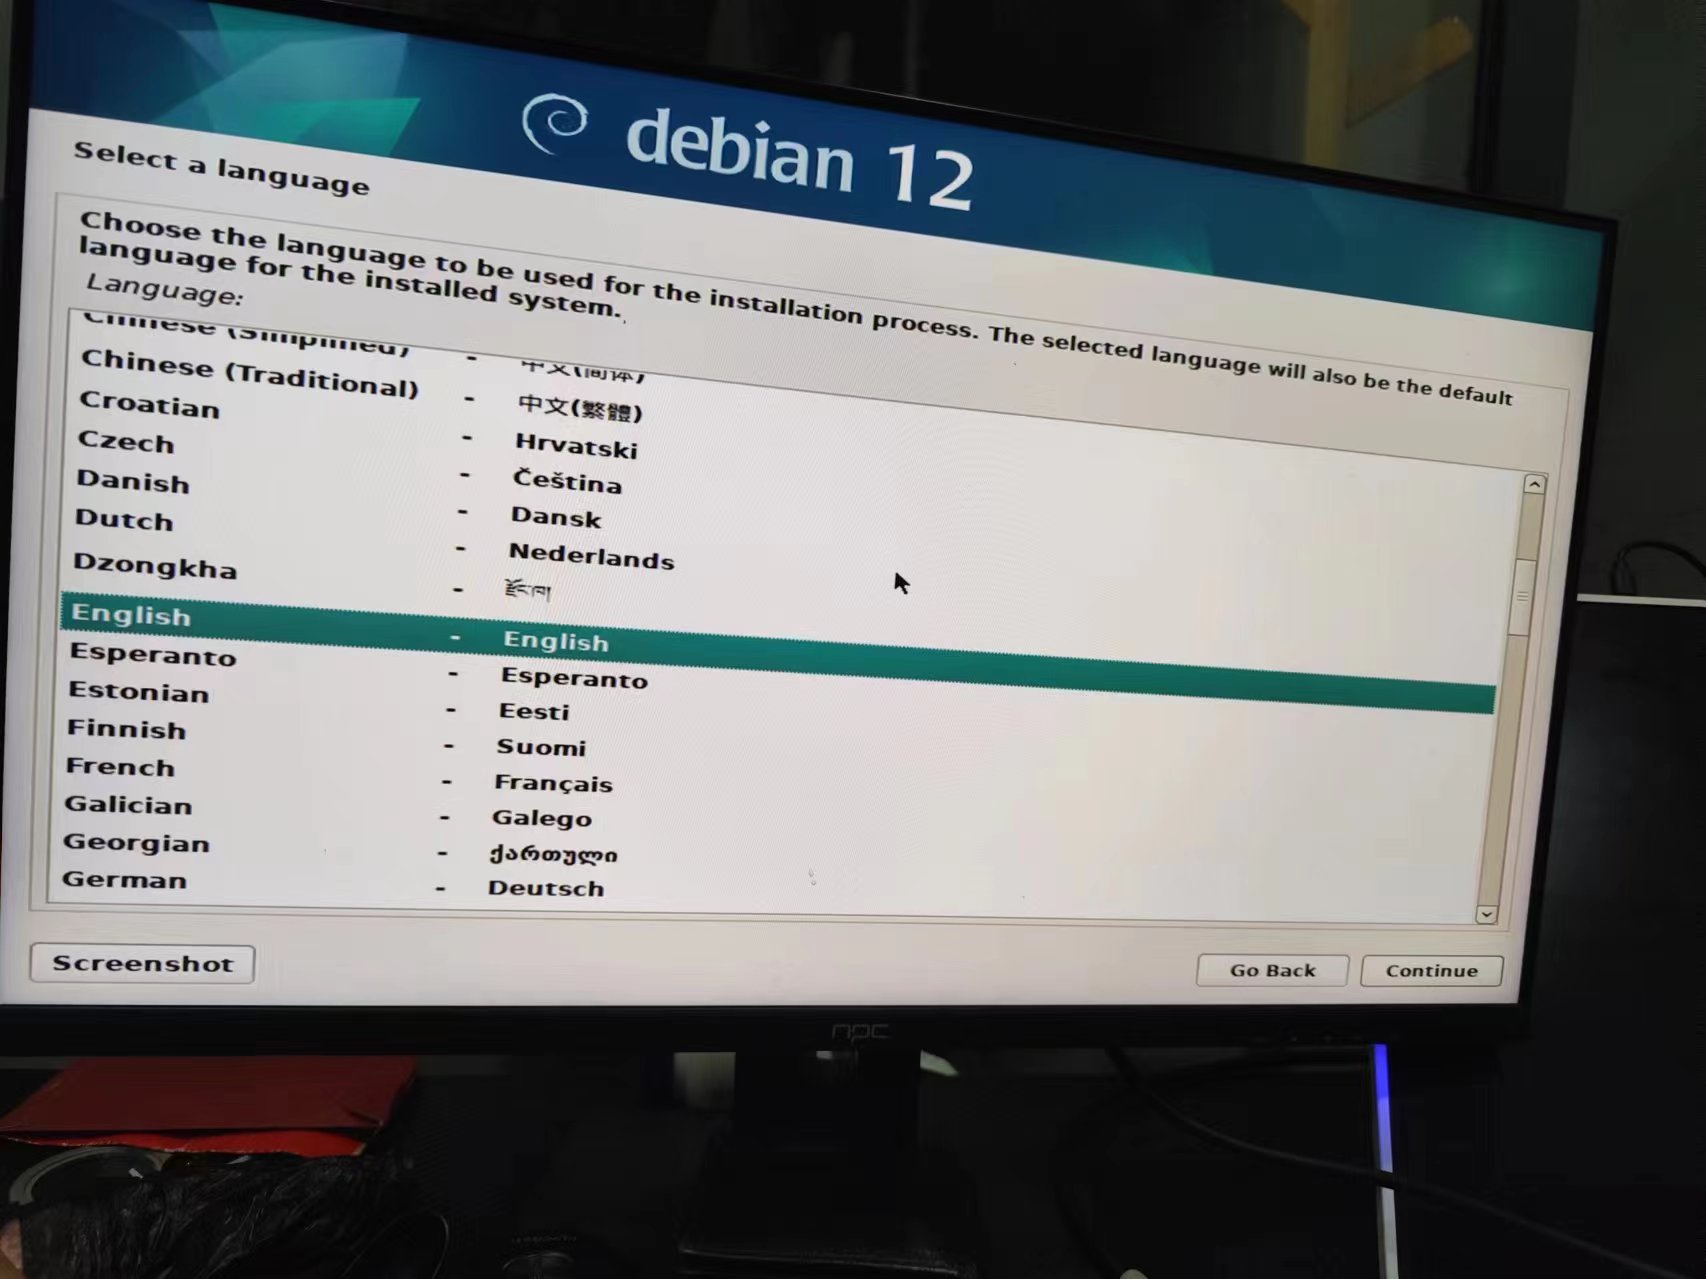 debian 12
Select a language
Choose the language to be used for the installation process. The selected language will also be the default
language for the installed system.
Language:
Chinese (Simplified) - 中文(简体)
Chinese (Traditional) - 中文(繁體)
Croatian - Hrvatski
Czech - Čeština
Danish - Dansk
Dutch - Nederlands
Dzongkha - རྫོང་ཁ།
English - English
Esperanto - Esperanto
Estonian - Eesti
Finnish - Suomi
French - Français
Galician - Galego
Georgian - ქართული
German - Deutsch
Screenshot
Go Back
Continue
AOC